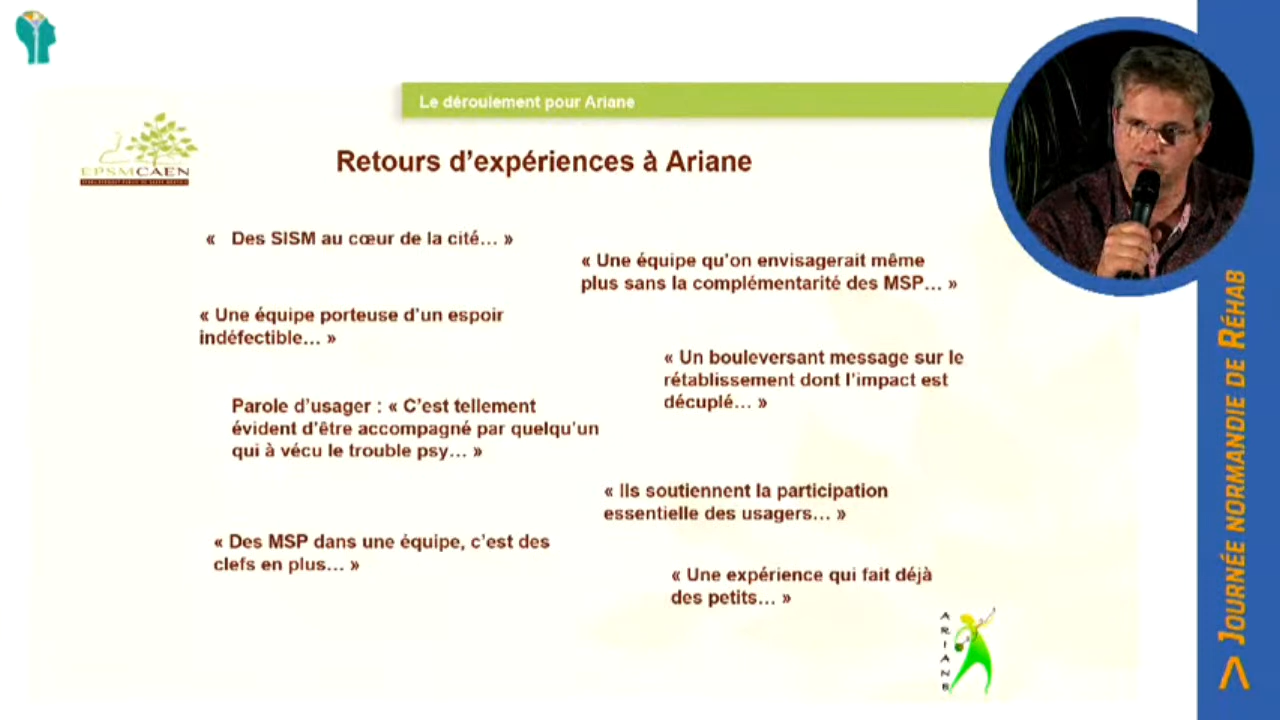 Le déroulement pour Ariane
EPSMCAEN
Retours d'expériences à Ariane
« Des SISM au cœur de la cité… »
« Une équipe qu'on envisagerait même
plus sans la complémentarité des MSP… »
« Une équipe porteuse d'un espoir
indéfectible… »
« Un bouleversant message sur le
rétablissement dont l'impact est
décuplé… »
Parole d'usager : « C'est tellement
évident d'être accompagné par quelqu'un
qui à vécu le trouble psy… »
« Ils soutiennent la participation
essentielle des usagers… »
« Des MSP dans une équipe, c'est des
clefs en plus… »
« Une expérience qui fait déjà
des petits… »
ARIANE
> JOURNÉE NORMANDIE DE RÉHAB